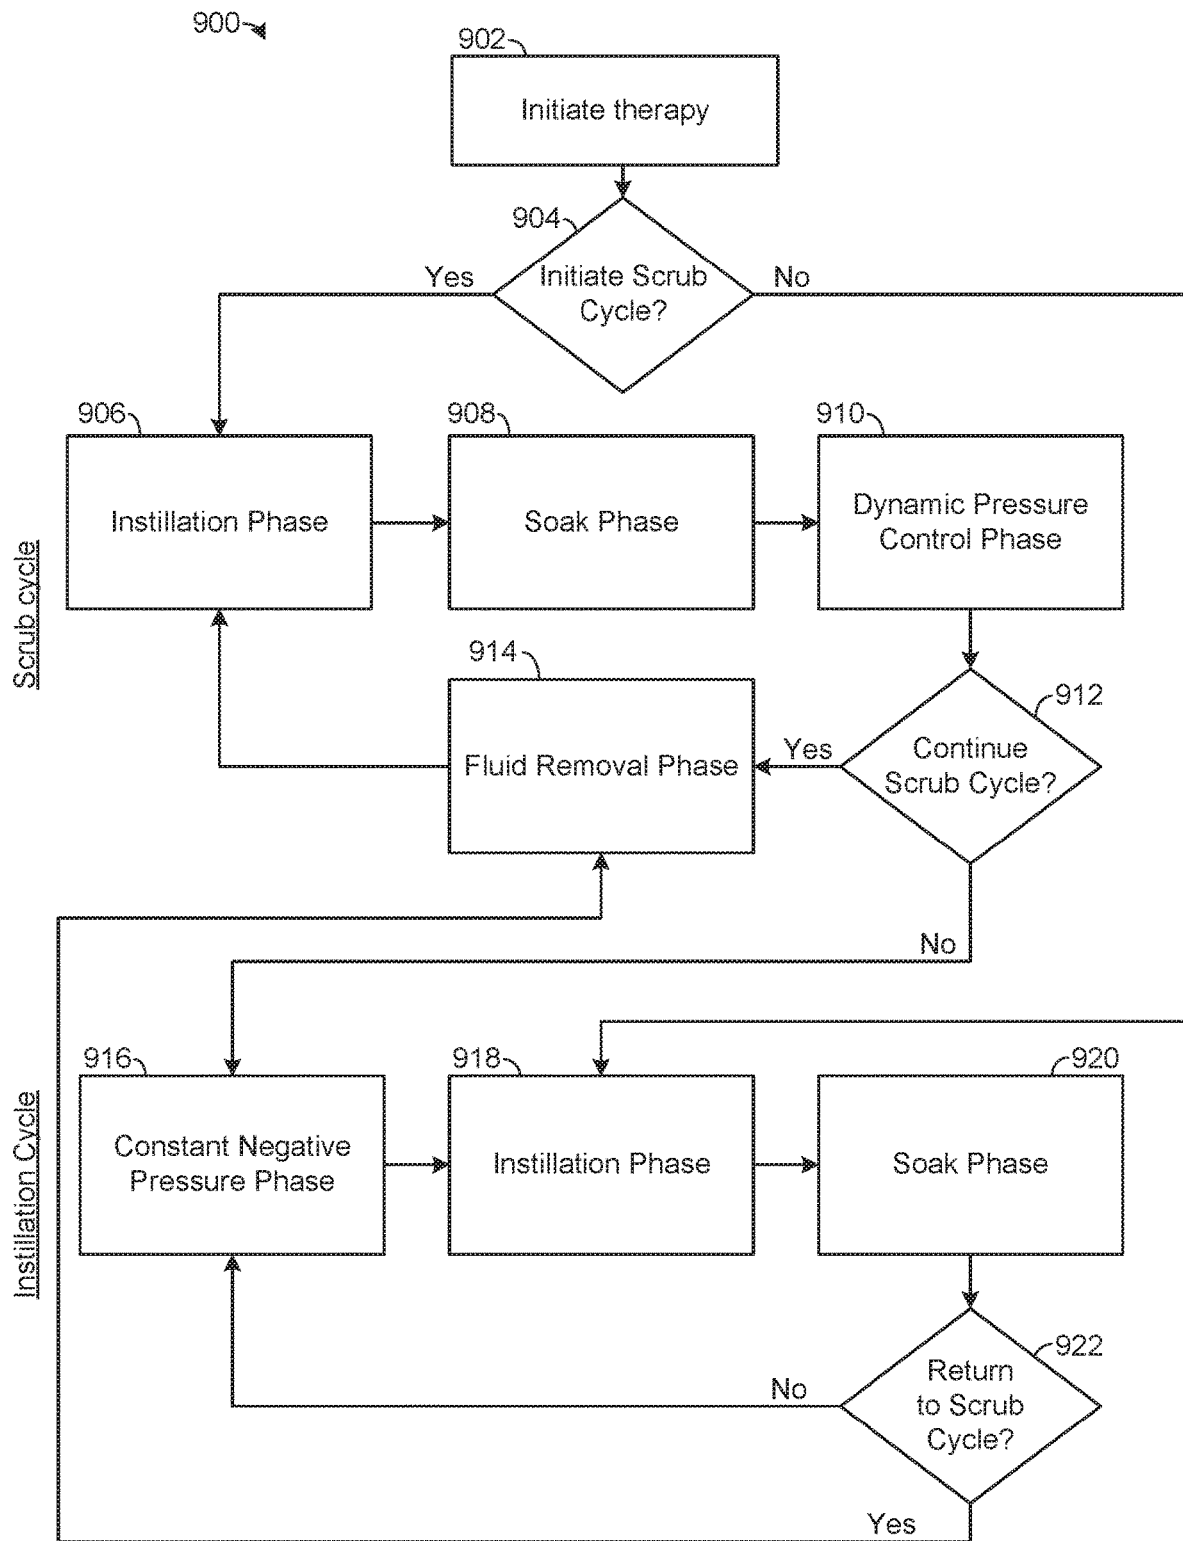 900
902
Initiate therapy
904
Initiate Scrub
Cycle?
Yes
No
906
Instillation Phase
908
Soak Phase
910
Dynamic Pressure
Control Phase
Scrub cycle
914
Fluid Removal Phase
912
Continue
Scrub Cycle?
Yes
No
916
Constant Negative
Pressure Phase
918
Instillation Phase
920
Soak Phase
Instillation Cycle
922
Return
to Scrub
Cycle?
No
Yes